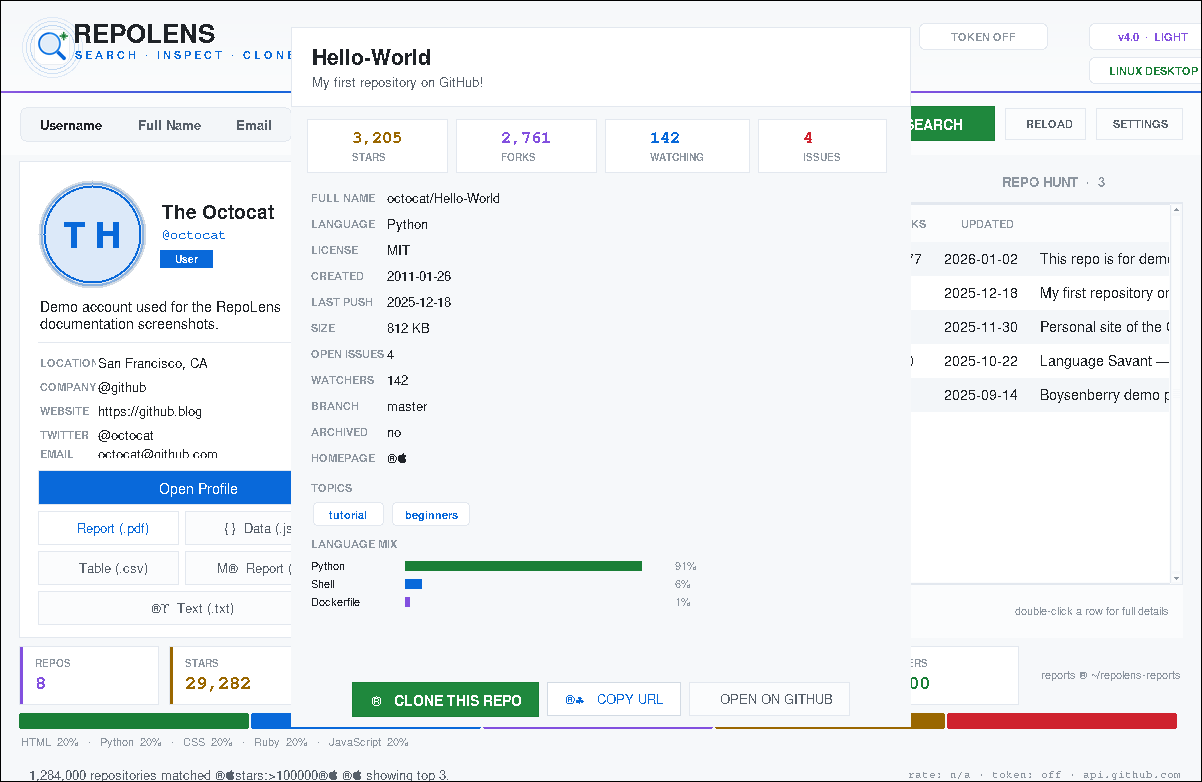 REPOLENS
SEARCH · INSPECT · CLONE
TOKEN OFF
v4.0 · LIGHT
LINUX DESKTOP
Username Full Name Email
SEARCH RELOAD SETTINGS
T H
The Octocat
@octocat
User
Demo account used for the RepoLens
documentation screenshots.
LOCATION San Francisco, CA
COMPANY @github
WEBSITE https://github.blog
TWITTER @octocat
EMAIL octocat@github.com
Open Profile
Report (.pdf) { } Data (.js
Table (.csv) M® Report (
Text (.txt)
Hello-World
My first repository on GitHub!
3,205 2,761 142 4
STARS FORKS WATCHING ISSUES
FULL NAME octocat/Hello-World
LANGUAGE Python
LICENSE MIT
CREATED 2011-01-26
LAST PUSH 2025-12-18
SIZE 812 KB
OPEN ISSUES 4
WATCHERS 142
BRANCH master
ARCHIVED no
HOMEPAGE ®
TOPICS
tutorial beginners
LANGUAGE MIX
Python 91%
Shell 6%
Dockerfile 1%
® CLONE THIS REPO COPY URL OPEN ON GITHUB
REPO HUNT · 3
KS UPDATED
77 2026-01-02 This repo is for demo
2025-12-18 My first repository or
2025-11-30 Personal site of the
2025-10-22 Language Savant —
2025-09-14 Boysenberry demo p
double-click a row for full details
REPOS STARS ERS
8 29,282 00
reports ® ~/repolens-reports
HTML 20% · Python 20% · CSS 20% · Ruby 20% · JavaScript 20%
1,284,000 repositories matched ®stars:>100000® ® showing top 3.
rate: n/a · token: off · api.github.com